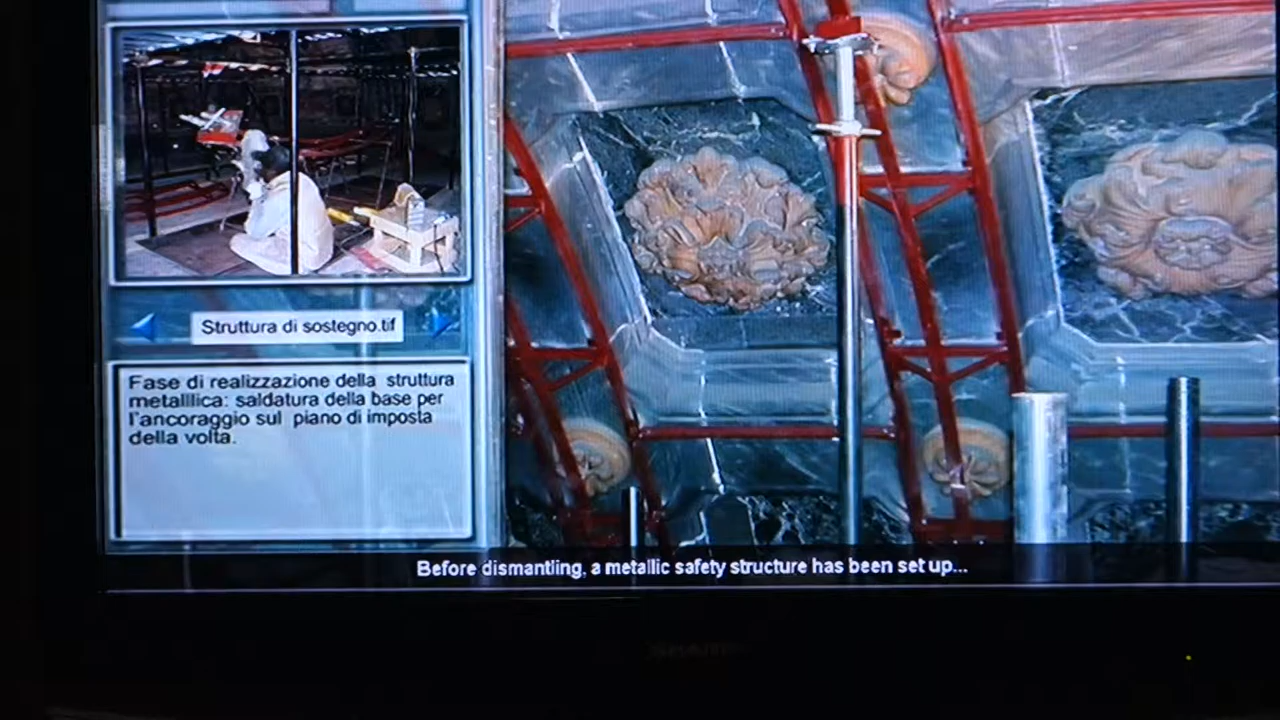 Struttura di sostegno.tif
Fase di realizzazione della struttura
metalllica: saldatura della base per
l'ancoraggio sul piano di imposta
della volta.
Before dismantling, a metallic safety structure has been set up...
SHARP